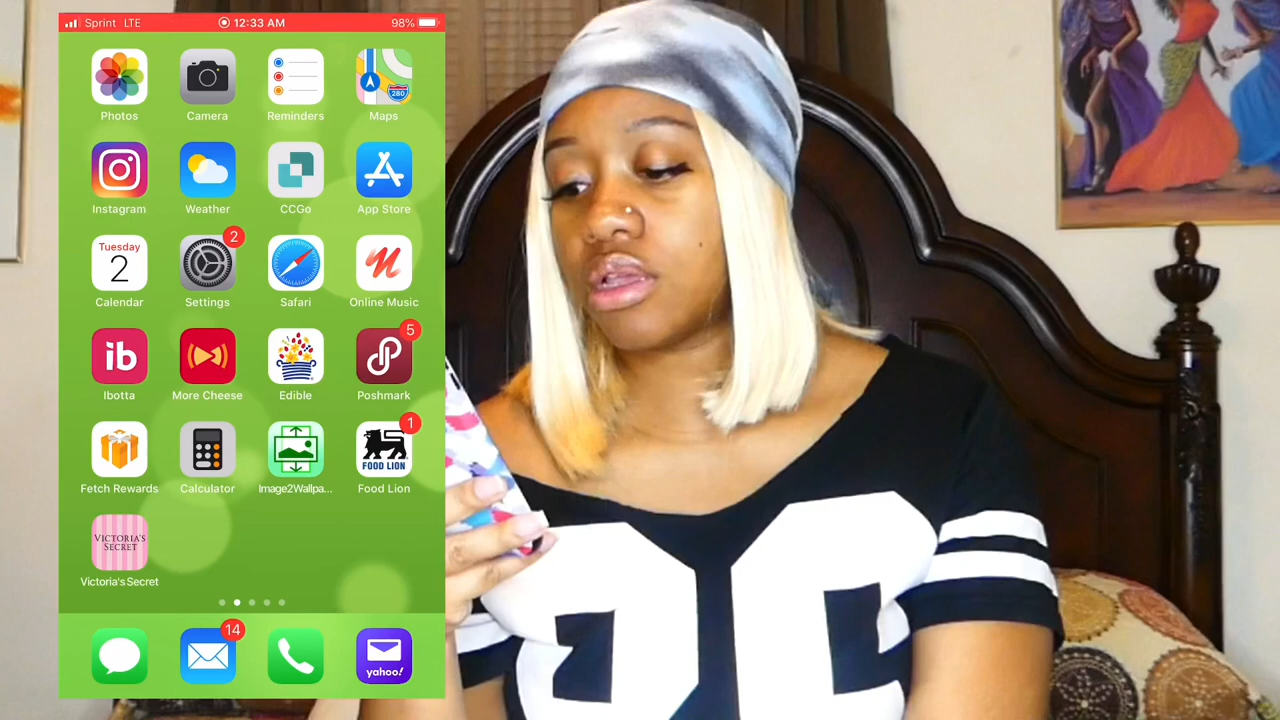 Sprint LTE 12:33 AM 98%
Photos Camera Reminders Maps
280
Instagram Weather CCGo App Store
Tuesday
2
2
Calendar Settings Safari Online Music
ib
5
Ibotta More Cheese Edible Poshmark
1
FOOD LION
Fetch Rewards Calculator Image2Wallpa... Food Lion
VICTORIA'S
SECRET
Victoria's Secret
14
yahoo!